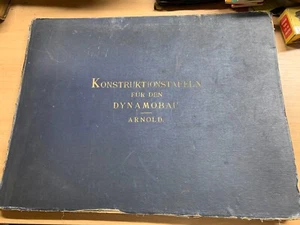 KONSTRUKTIONSTAFELN
FÜR DEN
DYNAMOBAU
ARNOLD.